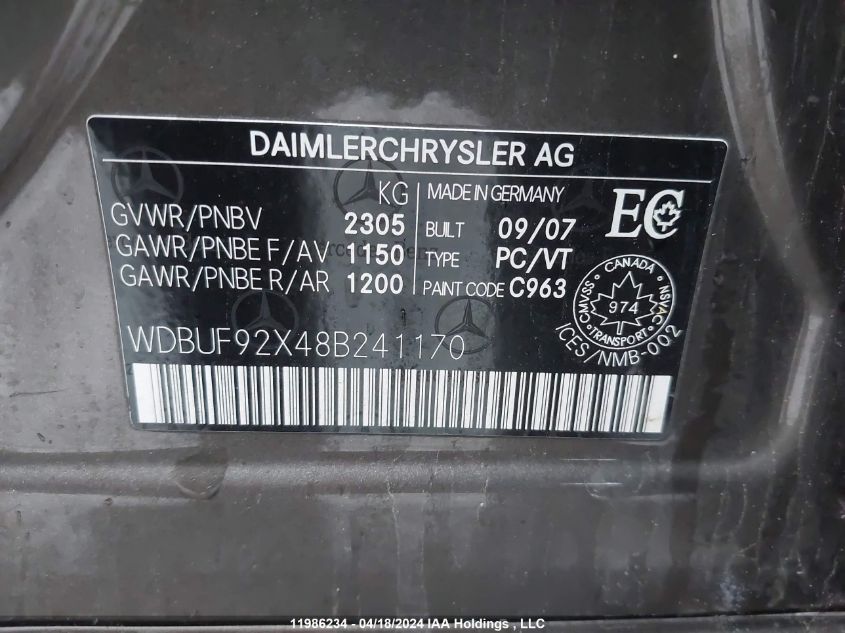 DAIMLERCHRYSLER AG
KG
GVWR/PNBV 2305
GAWR/PNBE F/AV 1150
GAWR/PNBE R/AR 1200
MADE IN GERMANY
BUILT 09/07
TYPE PC/VT
PAINT CODE C963
EC
CANADA
CMVSS 974 NSVAC
TRANSPORT
ICES/NMB-002
WDBUF92X48B241170
11986234 - 04/18/2024 IAA Holdings , LLC